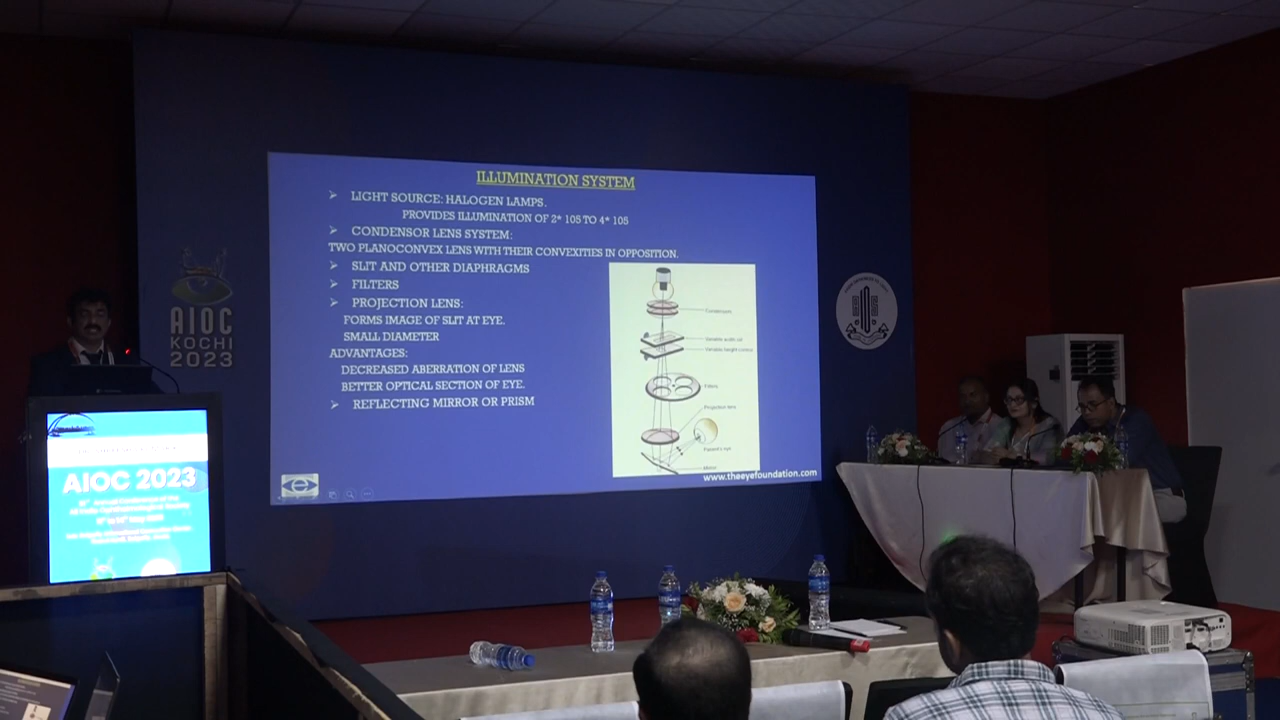 ILLUMINATION SYSTEM
➢ LIGHT SOURCE: HALOGEN LAMPS.
PROVIDES ILLUMINATION OF 2* 105 TO 4* 105
➢ CONDENSOR LENS SYSTEM:
TWO PLANOCONVEX LENS WITH THEIR CONVEXITIES IN OPPOSITION.
➢ SLIT AND OTHER DIAPHRAGMS
➢ FILTERS
➢ PROJECTION LENS:
FORMS IMAGE OF SLIT AT EYE.
SMALL DIAMETER
ADVANTAGES:
DECREASED ABERRATION OF LENS
BETTER OPTICAL SECTION OF EYE.
➢ REFLECTING MIRROR OR PRISM
Variable height control
Filters
Projection lens
Patient's eye
Mirror
www.theeyefoundation.com
AIOC
KOCHI
2023
AIOC 2023